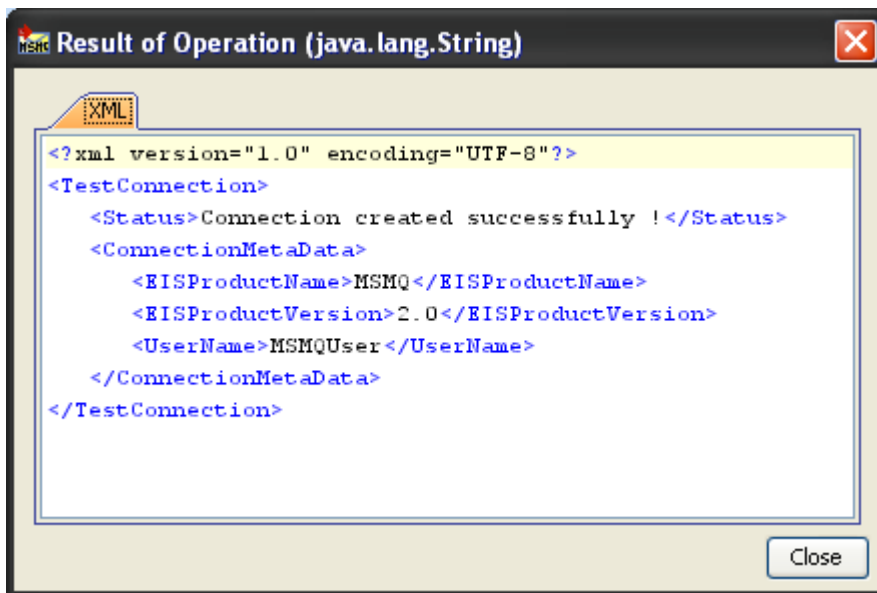 Result of Operation (java.lang.String)
XML
<?xml version="1.0" encoding="UTF-8"?>
<TestConnection>
<Status>Connection created successfully !</Status>
<ConnectionMetaData>
<EISProductName>MSMQ</EISProductName>
<EISProductVersion>2.0</EISProductVersion>
<UserName>MSMQUser</UserName>
</ConnectionMetaData>
</TestConnection>
Close